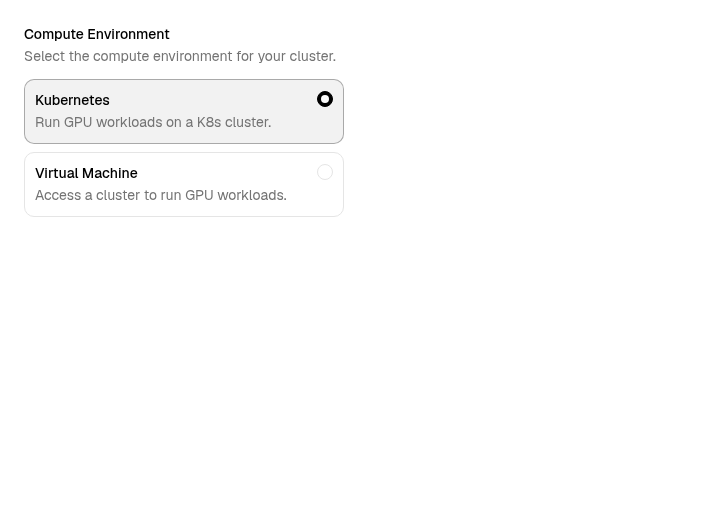 Compute Environment
Select the compute environment for your cluster.
Kubernetes
Run GPU workloads on a K8s cluster.
Virtual Machine
Access a cluster to run GPU workloads.